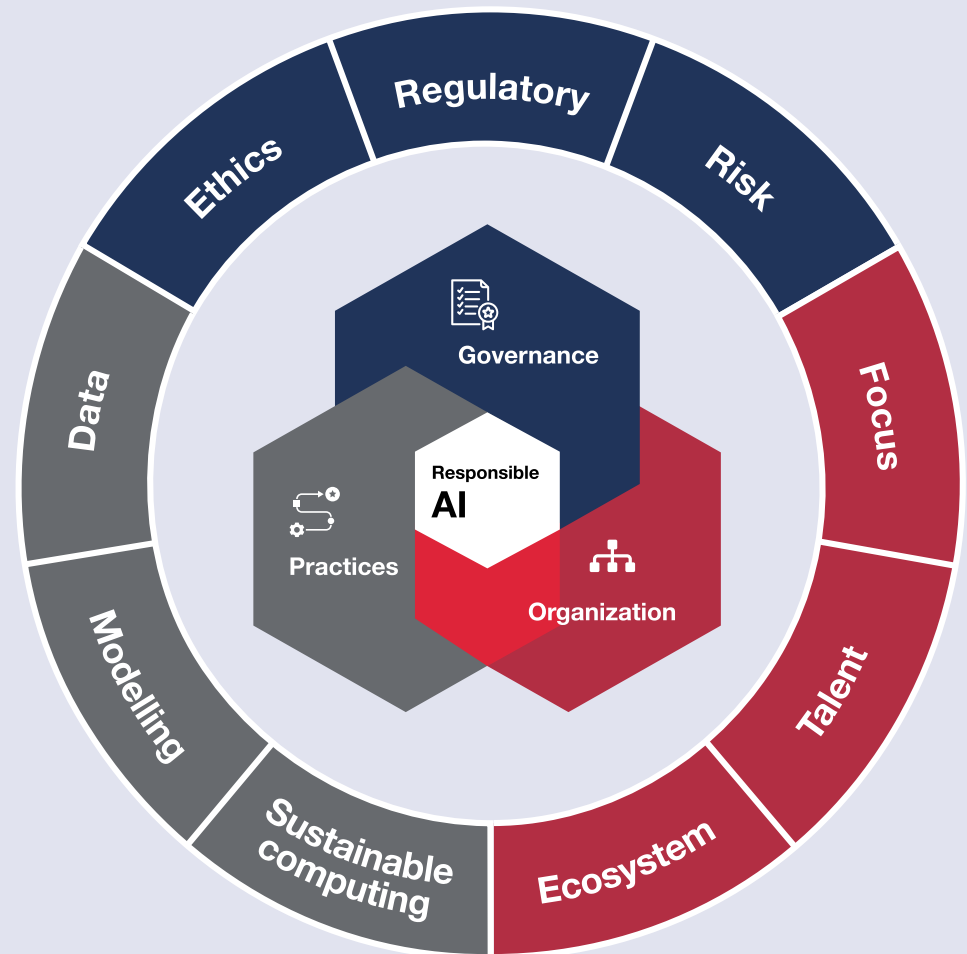 Regulatory
Ethics
Risk
Data
Focus
Governance
Responsible
AI
Practices
Organization
Modelling
Talent
Sustainable
computing
Ecosystem